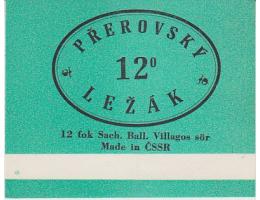 PŘEROVSKÝ
12°
LEŽÁK
12 fok Sach. Ball. Villagos sör
Made in ČSSR